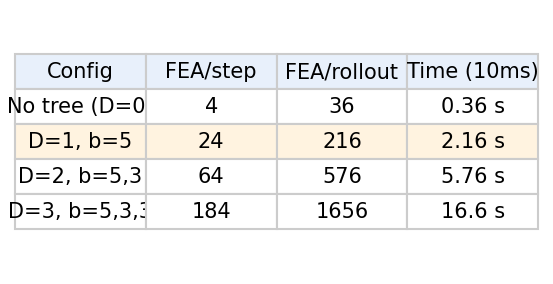 Config FEA/step FEA/rollout Time (10ms)
No tree (D=0 4 36 0.36 s
D=1, b=5 24 216 2.16 s
D=2, b=5,3 64 576 5.76 s
D=3, b=5,3,3 184 1656 16.6 s